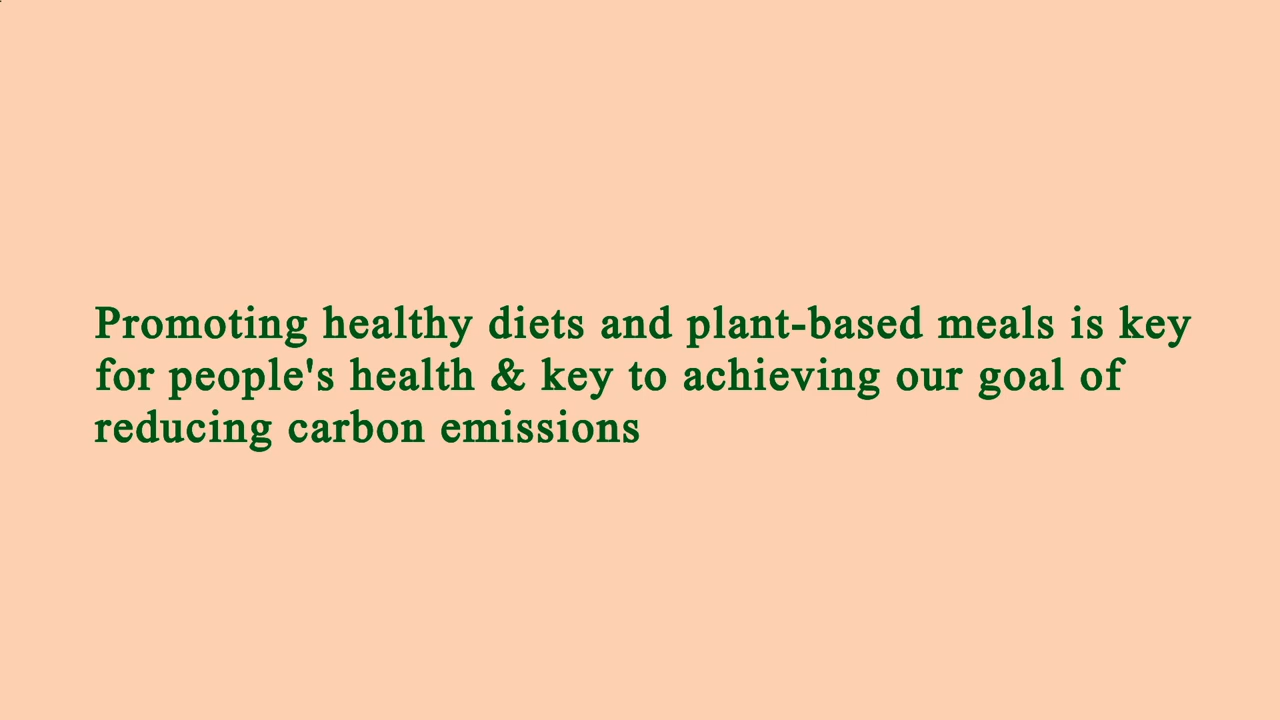 Promoting healthy diets and plant-based meals is key
for people's health & key to achieving our goal of
reducing carbon emissions